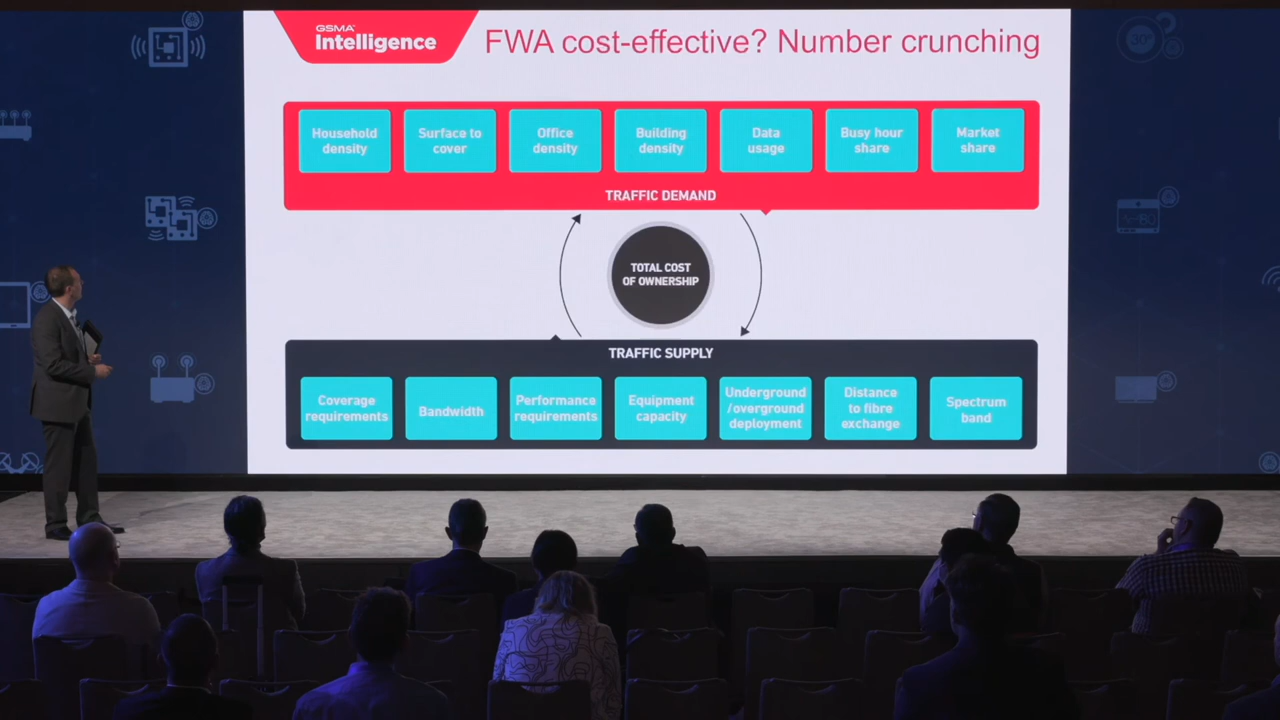 GSMA
Intelligence
FWA cost-effective? Number crunching
Household
density
Surface to
cover
Office
density
Building
density
Data
usage
Busy hour
share
Market
share
TRAFFIC DEMAND
TOTAL COST
OF OWNERSHIP
TRAFFIC SUPPLY
Coverage
requirements
Bandwidth
Performance
requirements
Equipment
capacity
Underground
/overground
deployment
Distance
to fibre
exchange
Spectrum
band